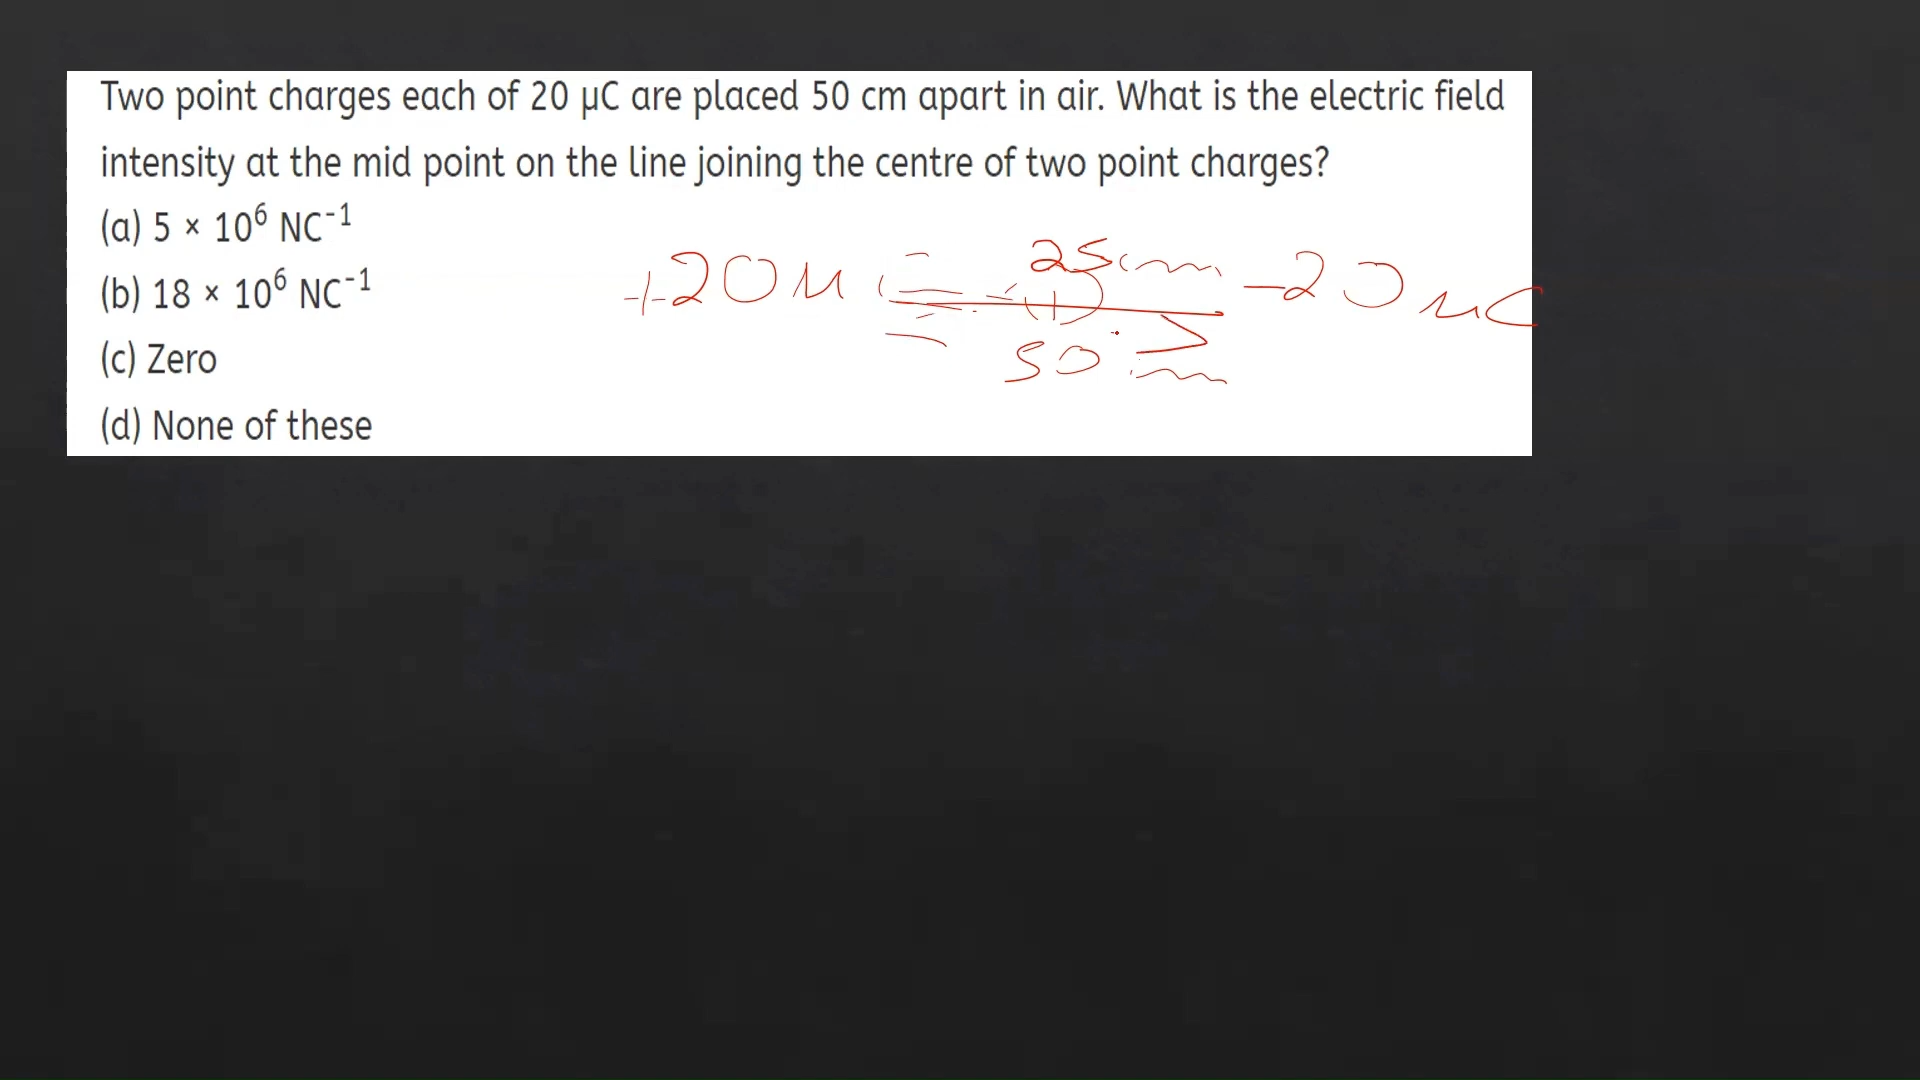 Two point charges each of 20 μC are placed 50 cm apart in air. What is the electric field
intensity at the mid point on the line joining the centre of two point charges?
(a) 5 × 10⁶ NC⁻¹
(b) 18 × 10⁶ NC⁻¹
(c) Zero
(d) None of these
25cm
+20μ -20μC
50